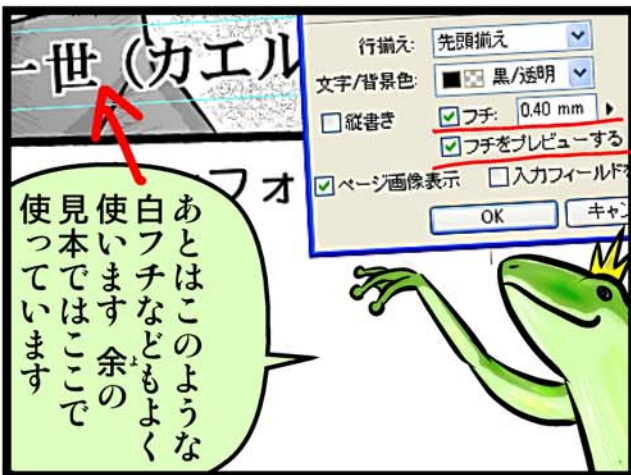 一世(カエル
フォ
行揃え: 先頭揃え
文字/背景色: 黒/透明
縦書き
フチ: 0.40 mm
フチをプレビューする
ページ画像表示
入力フィールドを
OK
キャン
あとはこのような
白フチなどもよく
使います 余の
よ
見本ではここで
使っています